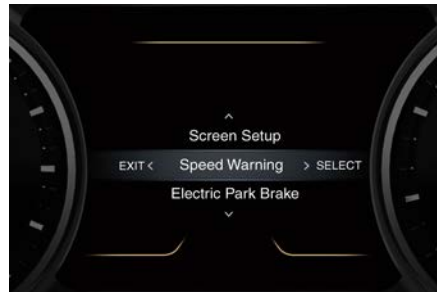 Screen Setup
EXIT < Speed Warning > SELECT
Electric Park Brake